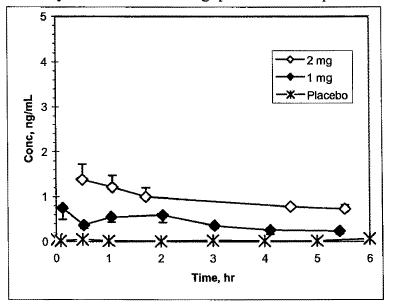 5
2 mg
4
1 mg
Placebo
3
Conc, ng/mL
2
1
0
0 1 2 3 4 5 6
Time, hr